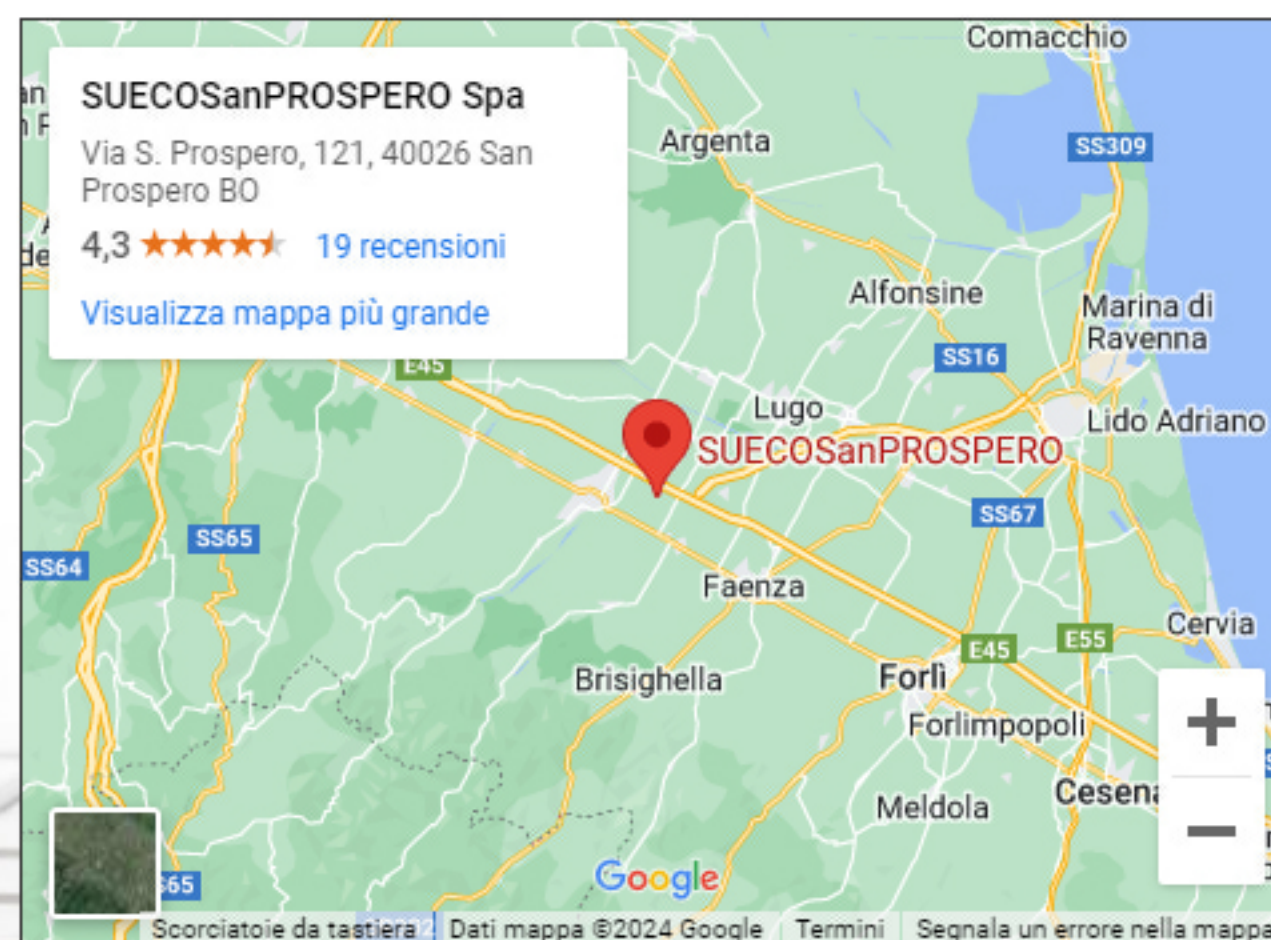 Comacchio
SUECOSanPROSPERO Spa
Via S. Prospero, 121, 40026 San
Prospero BO
4,3
19 recensioni
Visualizza mappa più grande
Argenta
SS309
Alfonsine
Marina di
Ravenna
SS16
E45
Lugo
Lido Adriano
SUECOSanPROSPERO
SS67
SS65
SS64
Faenza
Cervia
E45
E55
Brisighella
Forlì
Forlimpopoli
Cesena
Meldola
Google
S65
Scorciatoie da tastiera
Dati mappa ©2024 Google
Termini
Segnala un errore nella mappa